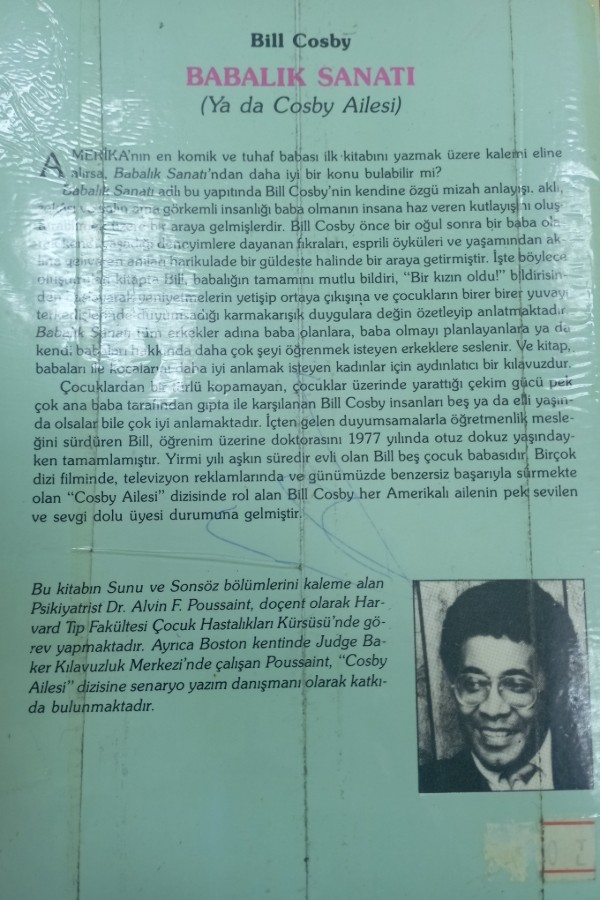 Bill Cosby
BABALIK SANATI
(Ya da Cosby Ailesi)
AMERİKA'nın en komik ve tuhaf babası ilk kitabını yazmak üzere kalemi eline
alırsa, Babalık Sanatı'ndan daha iyi bir konu bulabilir mi?
Babalık Sanatı adlı bu yapıtında Bill Cosby'nin kendine özgü mizah anlayışı, aklı,
ama görkemli insanlığı baba olmanın insana haz veren kutlayışını oluş-
bir araya gelmişlerdir. Bill Cosby önce bir oğul sonra bir baba ola-
deneyimlere dayanan fıkraları, esprili öyküleri ve yaşamından ak-
anıları harikulade bir güldeste halinde bir araya getirmiştir. İşte böylece
kitapta Bill, babalığın tamamını mutlu bildiri, "Bir kızın oldu!" bildirisin-
yeniyetmelerin yetişip ortaya çıkışına ve çocukların birer birer yuvayı
duyumsadığı karmakarışık duygulara değin özetleyip anlatmaktadır.
Babalık Sanatı tüm erkekler adına baba olanlara, baba olmayı planlayanlara ya da
kendi babaları hakkında daha çok şeyi öğrenmek isteyen erkeklere seslenir. Ve kitap,
babaları ile kocalarını daha iyi anlamak isteyen kadınlar için aydınlatıcı bir kılavuzdur.
Çocuklardan bir türlü kopamayan, çocuklar üzerinde yarattığı çekim gücü pek
çok ana baba tarafından gıpta ile karşılanan Bill Cosby insanları beş ya da elli yaşın-
da olsalar bile çok iyi anlamaktadır. İçten gelen duyumsamalarla öğretmenlik mesle-
ğini sürdüren Bill, öğrenim üzerine doktorasını 1977 yılında otuz dokuz yaşınday-
ken tamamlamıştır. Yirmi yılı aşkın süredir evli olan Bill beş çocuk babasıdır. Birçok
dizi filminde, televizyon reklamlarında ve günümüzde benzersiz başarıyla sürmekte
olan "Cosby Ailesi" dizisinde rol alan Bill Cosby her Amerikalı ailenin pek sevilen
ve sevgi dolu üyesi durumuna gelmiştir.
Bu kitabın Sunu ve Sonsöz bölümlerini kaleme alan
Psikiyatrist Dr. Alvin F. Poussaint, doçent olarak Har-
vard Tıp Fakültesi Çocuk Hastalıkları Kürsüsü'nde gö-
rev yapmaktadır. Ayrıca Boston kentinde Judge Ba-
ker Kılavuzluk Merkezi'nde çalışan Poussaint, "Cosby
Ailesi" dizisine senaryo yazım danışmanı olarak katkı-
da bulunmaktadır.